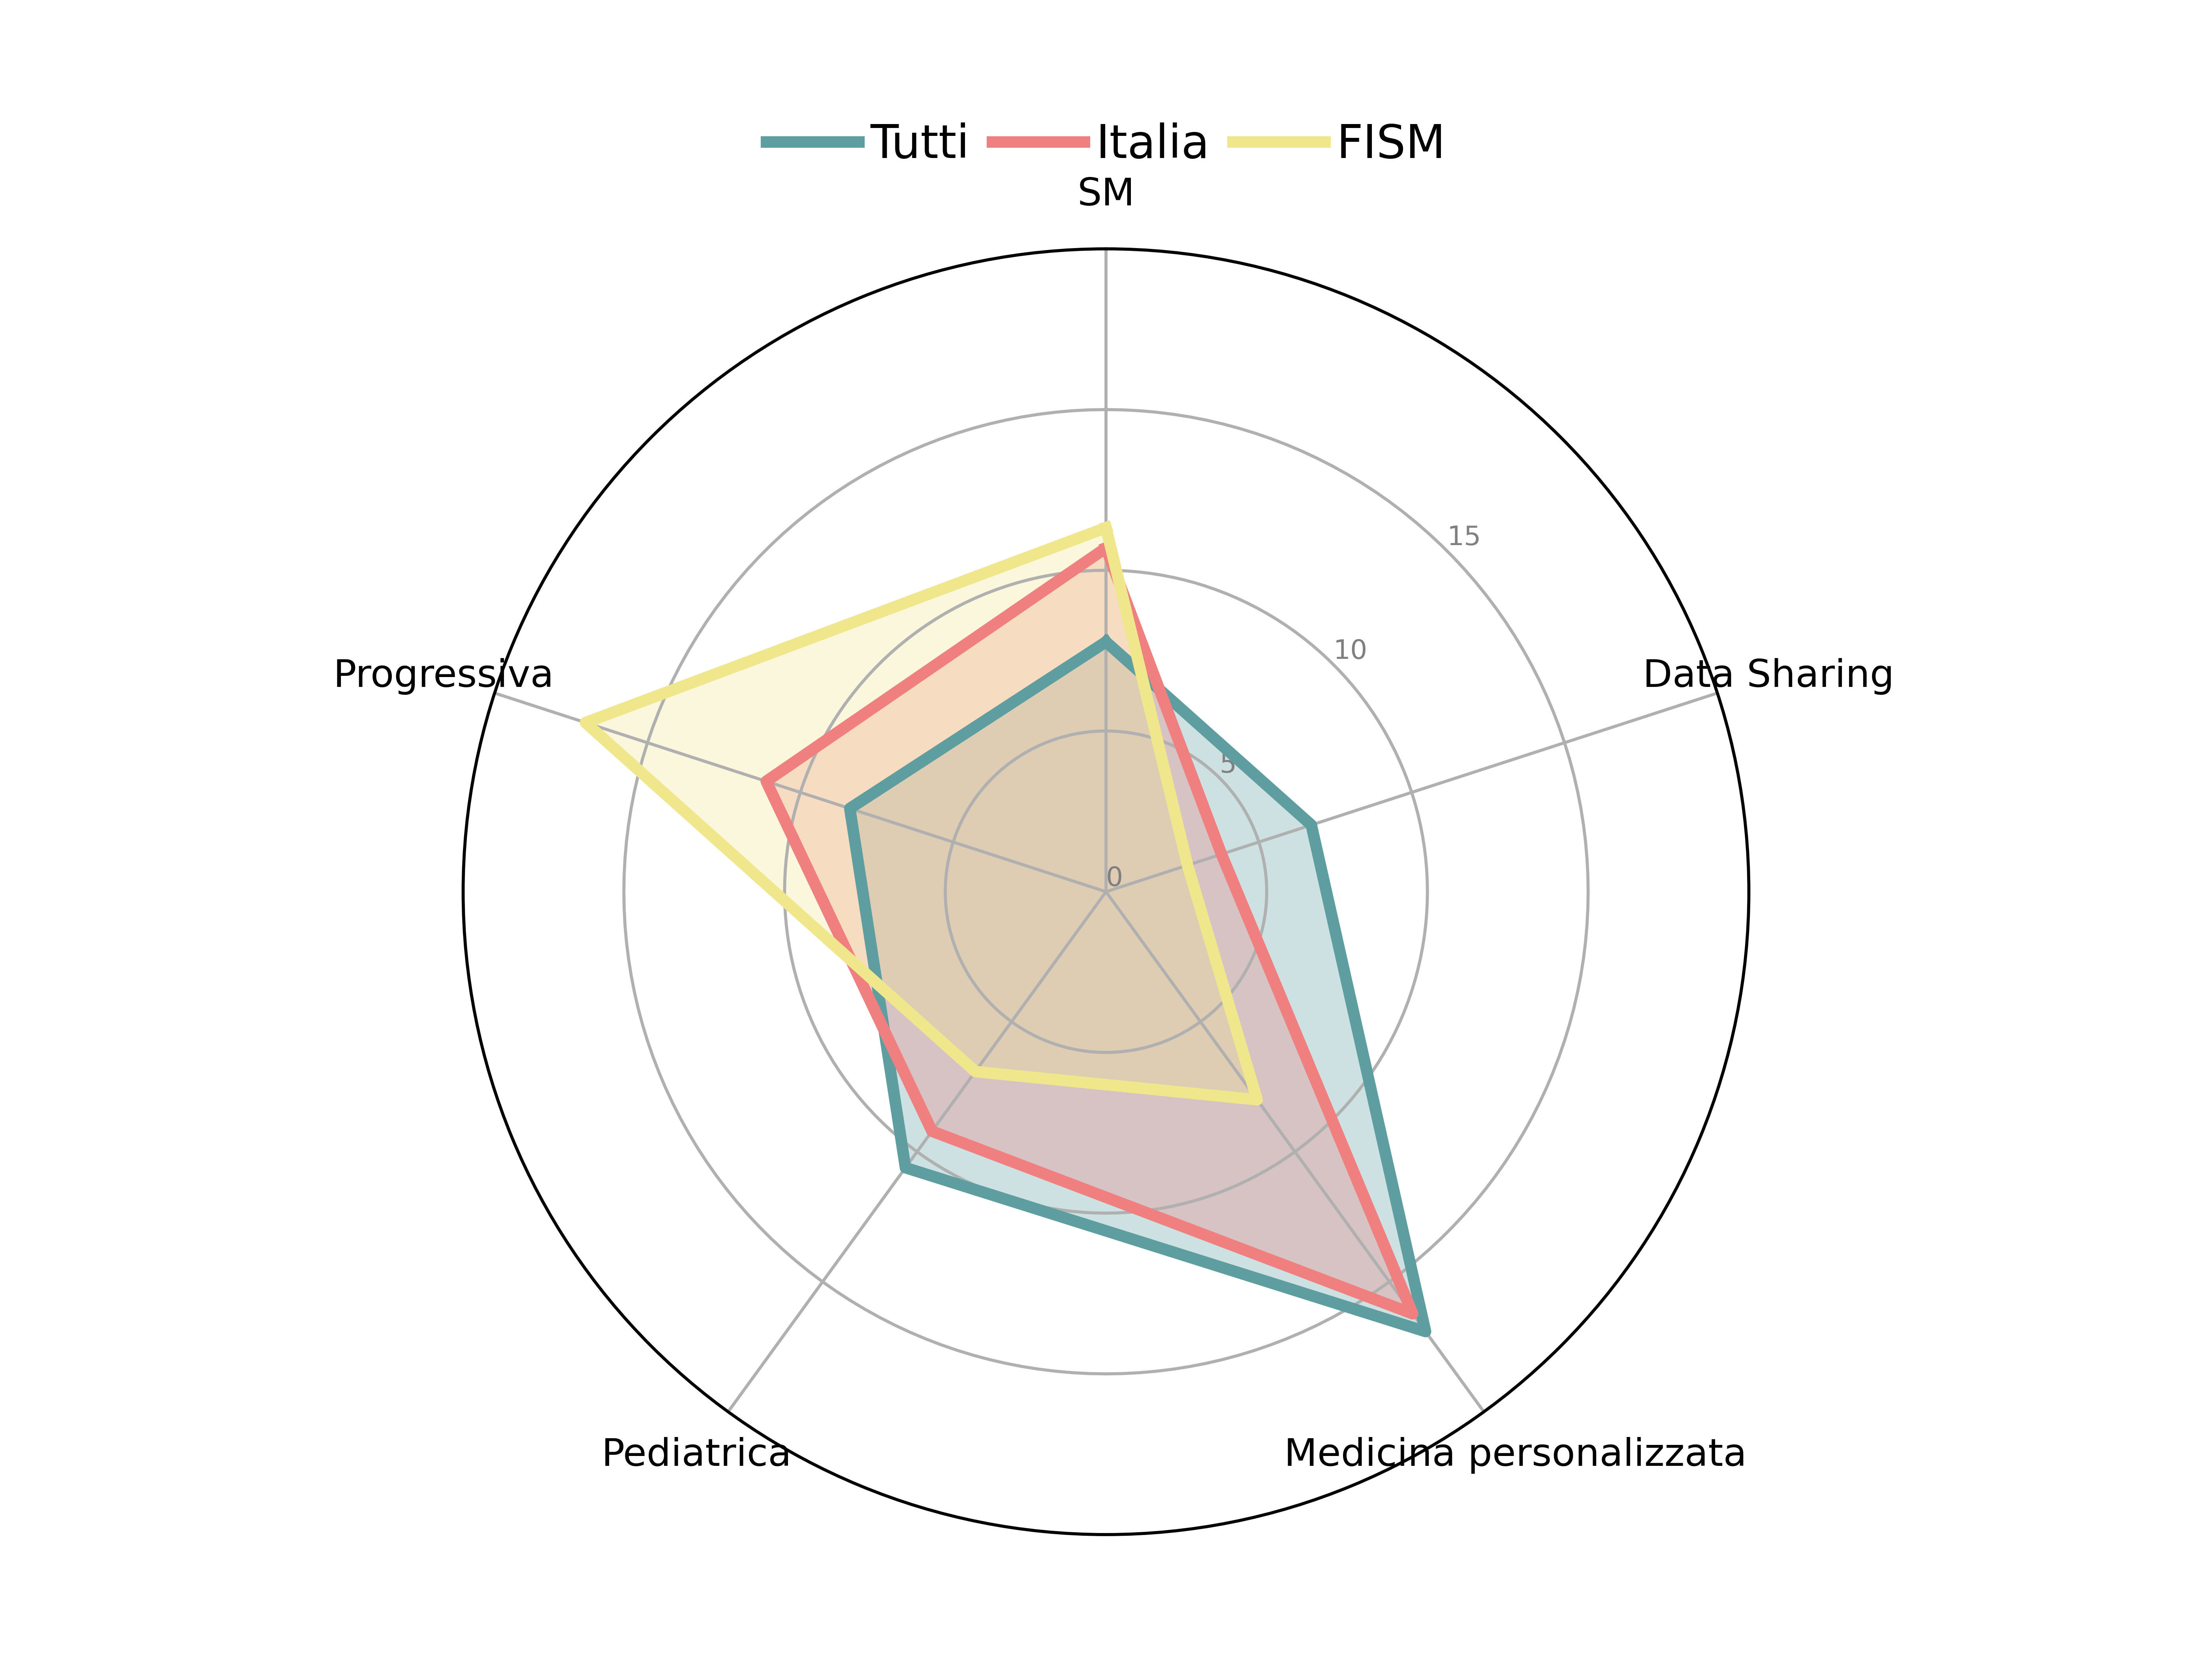 Tutti Italia FISM
SM
15
10
Progressiva
Data Sharing
5
0
Pediatrica
Medicina personalizzata